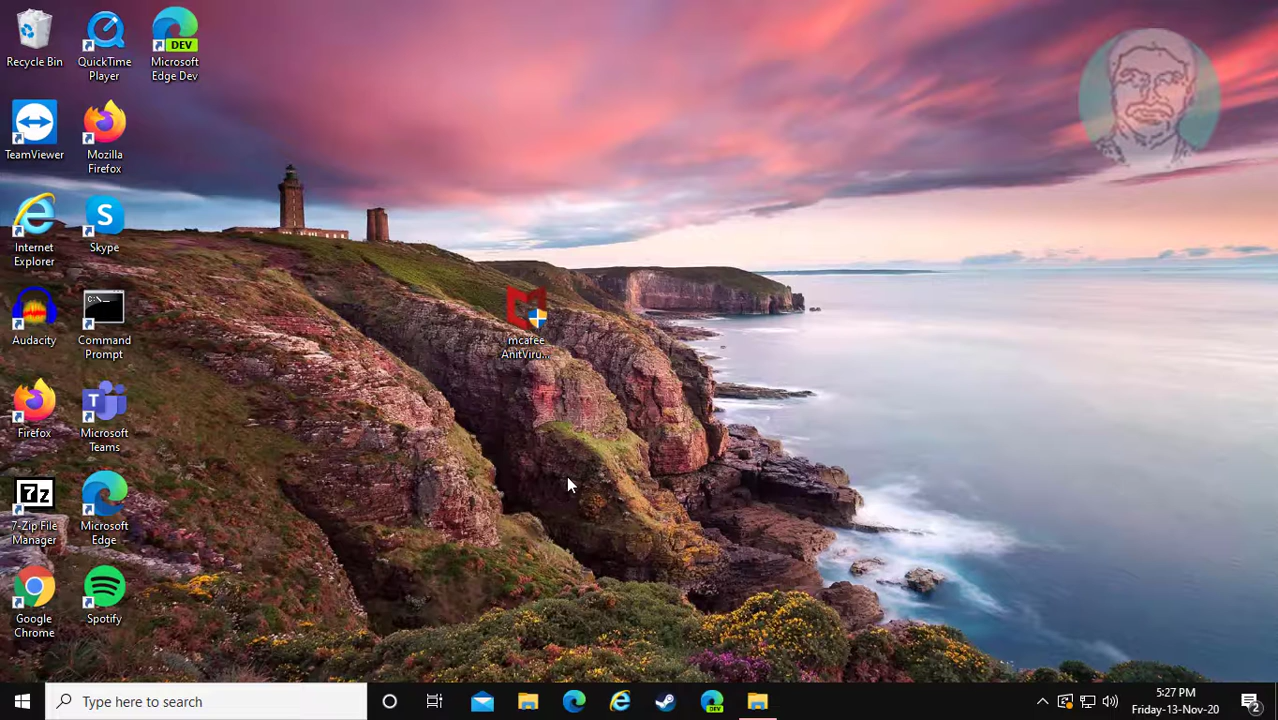 Recycle Bin
QuickTime
Player
Microsoft
Edge Dev
DEV
TeamViewer
Mozilla
Firefox
Internet
Explorer
Skype
Audacity
C:\_
Command
Prompt
mcafee
AnitViru...
Firefox
Microsoft
Teams
7z
7-Zip File
Manager
Microsoft
Edge
Google
Chrome
Spotify
Type here to search
DEV
5:27 PM
Friday-13-Nov-20
2